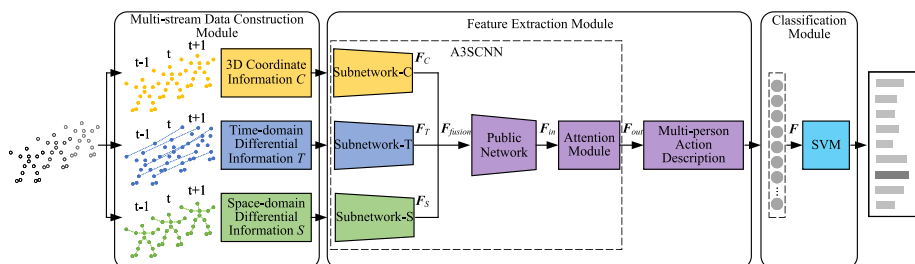 Multi-stream Data Construction
Module
Feature Extraction Module
Classification
Module
t-1
t
t+1
3D Coordinate
Information C
t-1
t
t+1
Time-domain
Differential
Information T
t-1
t
t+1
Space-domain
Differential
Information S
A3SCNN
Subnetwork-C
F_C
Subnetwork-T
F_T
Subnetwork-S
F_S
F_fusion
Public
Network
F_in
Attention
Module
F_out
Multi-person
Action
Description
...
F
SVM